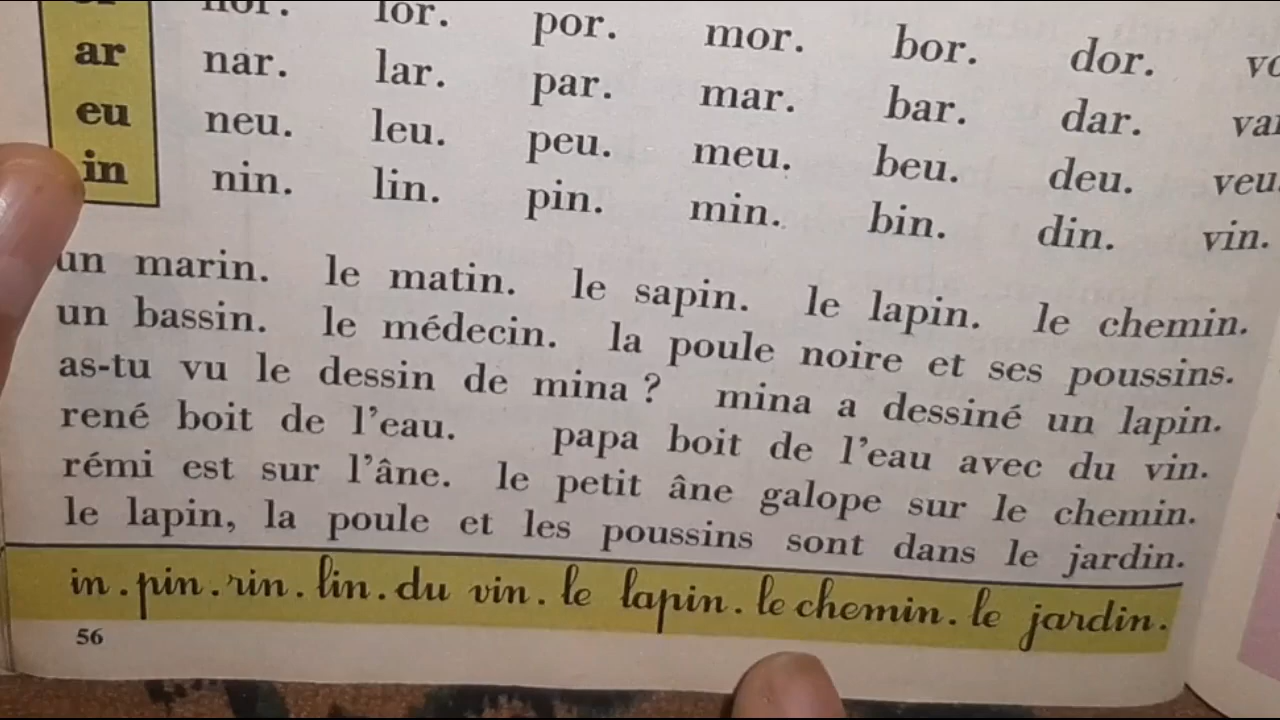 nor. lor. por. mor. bor. dor.
ar nar. lar. par. mar. bar. dar.
eu neu. leu. peu. meu. beu. deu. veu.
in nin. lin. pin. min. bin. din. vin.
un marin. le matin. le sapin. le lapin. le chemin.
un bassin. le médecin. la poule noire et ses poussins.
as-tu vu le dessin de mina ? mina a dessiné un lapin.
rené boit de l'eau. papa boit de l'eau avec du vin.
rémi est sur l'âne. le petit âne galope sur le chemin.
le lapin, la poule et les poussins sont dans le jardin.
in . pin . rin . lin . du vin . le lapin . le chemin . le jardin .
56